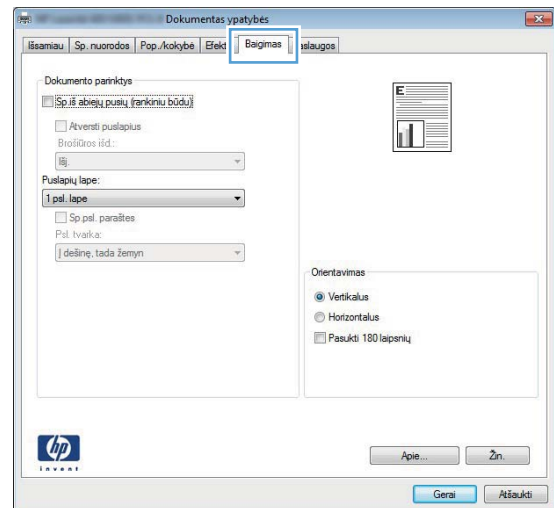 Dokumentas ypatybės
Išsamiau Sp. nuorodos Pop./kokybė Efekt Baigimas aslaugos
Dokumento parinktys
Sp.iš abiejų pusių (rankiniu būdu)
Atversti puslapius
Brošiūros išd.:
Išj.
Puslapių lape:
1 psl. lape
Sp.psl. paraštes
Psl. tvarka:
Į dešinę, tada žemyn
E
Orientavimas
Vertikalus
Horizontalus
Pasukti 180 laipsnių
hp
invent
Apie... Žin.
Gerai Atšaukti